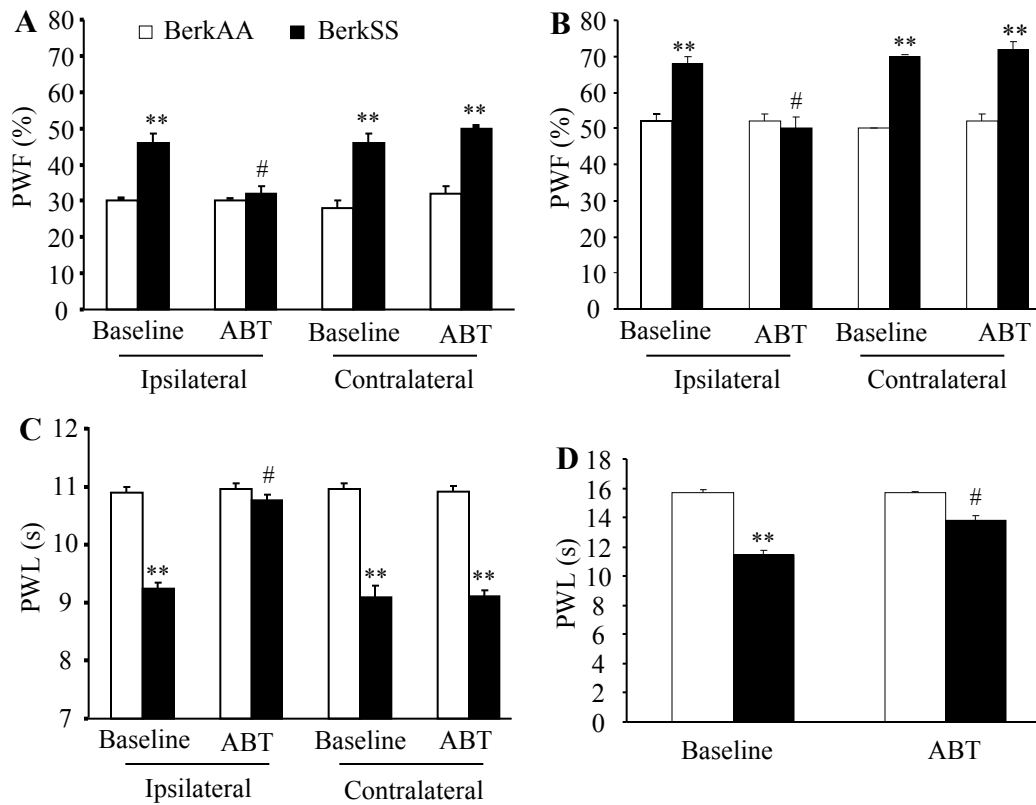 A
BerkAA
BerkSS
PWF (%)
80
70
60
50
40
30
20
10
0
**
#
**
**
Baseline ABT Baseline ABT
Ipsilateral Contralateral
B
PWF (%)
80
70
60
50
40
30
20
10
0
**
#
**
**
Baseline ABT Baseline ABT
Ipsilateral Contralateral
C
PWL (s)
12
11
10
9
8
7
**
#
**
**
Baseline ABT Baseline ABT
Ipsilateral Contralateral
D
PWL (s)
18
16
14
12
10
8
6
4
2
0
**
#
Baseline ABT